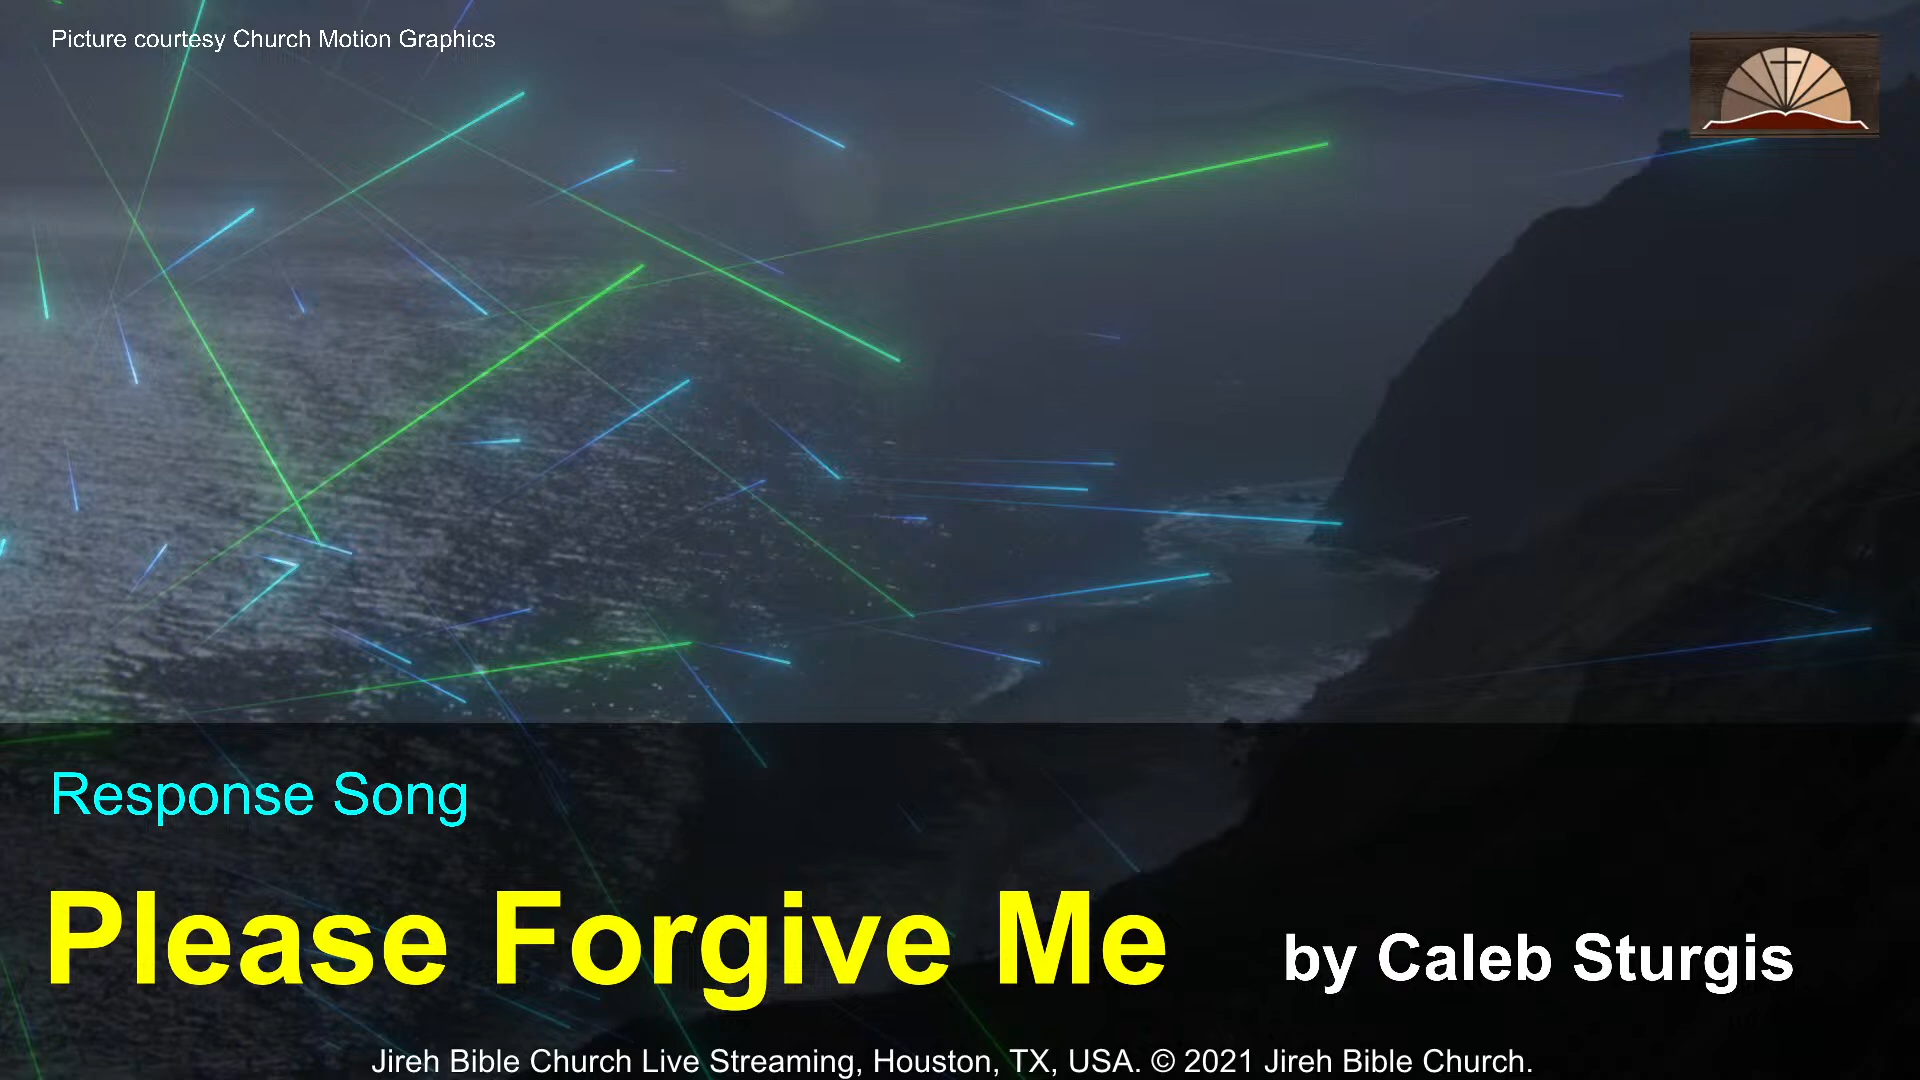 Picture courtesy Church Motion Graphics
Response Song
Please Forgive Me by Caleb Sturgis
Jireh Bible Church Live Streaming, Houston, TX, USA. © 2021 Jireh Bible Church.